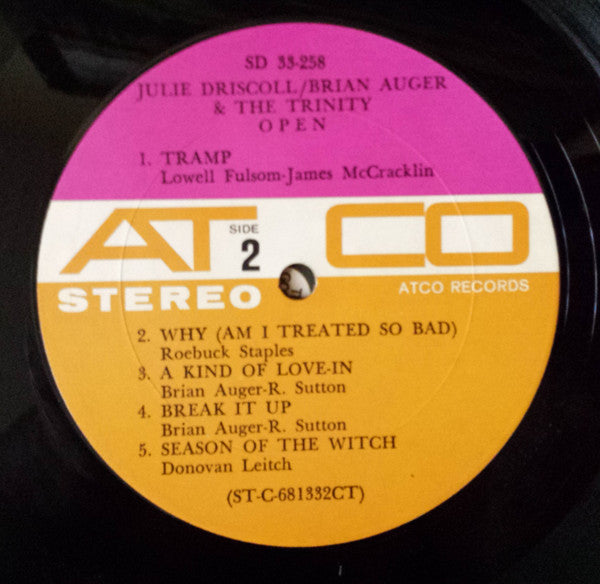 SD 33-258
JULIE DRISCOLL/BRIAN AUGER
& THE TRINITY
OPEN
1. TRAMP
Lowell Fulsom-James McCracklin
ATCO
SIDE
2
STEREO
ATCO RECORDS
2. WHY (AM I TREATED SO BAD)
Roebuck Staples
3. A KIND OF LOVE-IN
Brian Auger-R. Sutton
4. BREAK IT UP
Brian Auger-R. Sutton
5. SEASON OF THE WITCH
Donovan Leitch
(ST-C-681332CT)